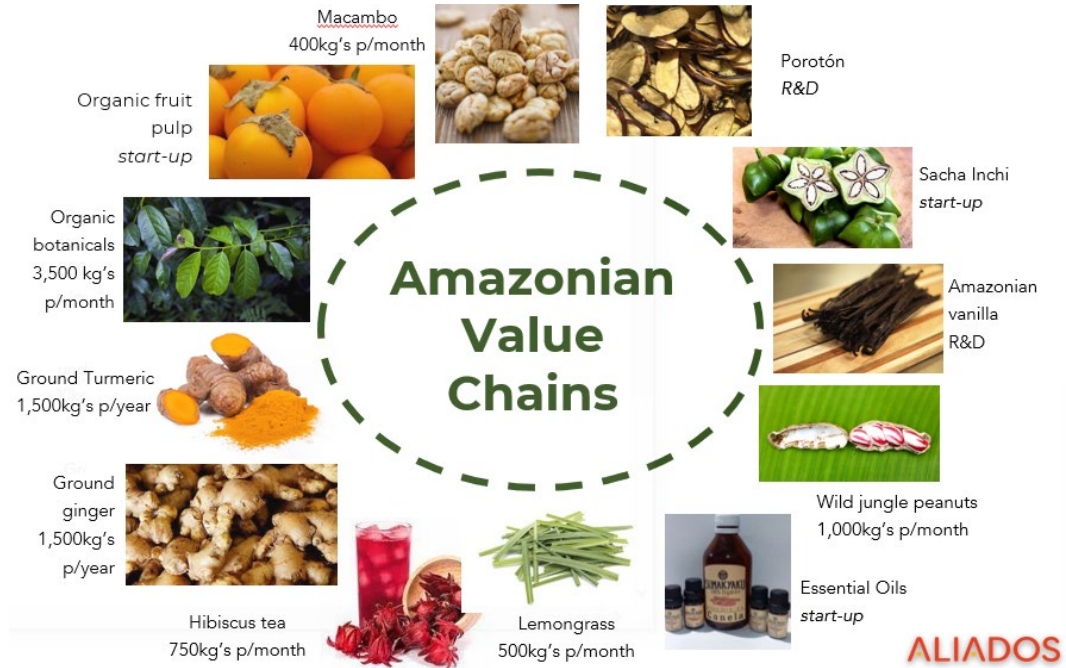 Macambo
400kg's p/month
Porotón
R&D
Organic fruit
pulp
start-up
Sacha Inchi
start-up
Organic
botanicals
3,500 kg's
p/month
Amazonian
Value
Chains
Amazonian
vanilla
R&D
Ground Turmeric
1,500kg's p/year
Ground
ginger
1,500kg's
p/year
Wild jungle peanuts
1,000kg's p/month
Essential Oils
start-up
Canela
Hibiscus tea
750kg's p/month
Lemongrass
500kg's p/month
ALIADOS